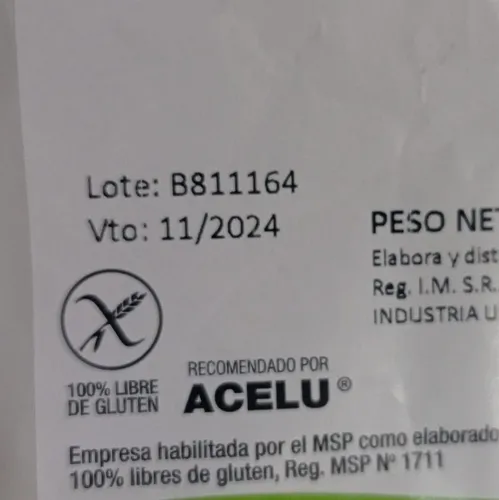 Lote: B811164
Vto: 11/2024
PESO NE
Elabora y dist
Reg. I.M. S.R.
INDUSTRIA U
100% LIBRE
DE GLUTEN
RECOMENDADO POR
ACELU®
Empresa habilitada por el MSP como elaborado
100% libres de gluten, Reg. MSP Nº 1711